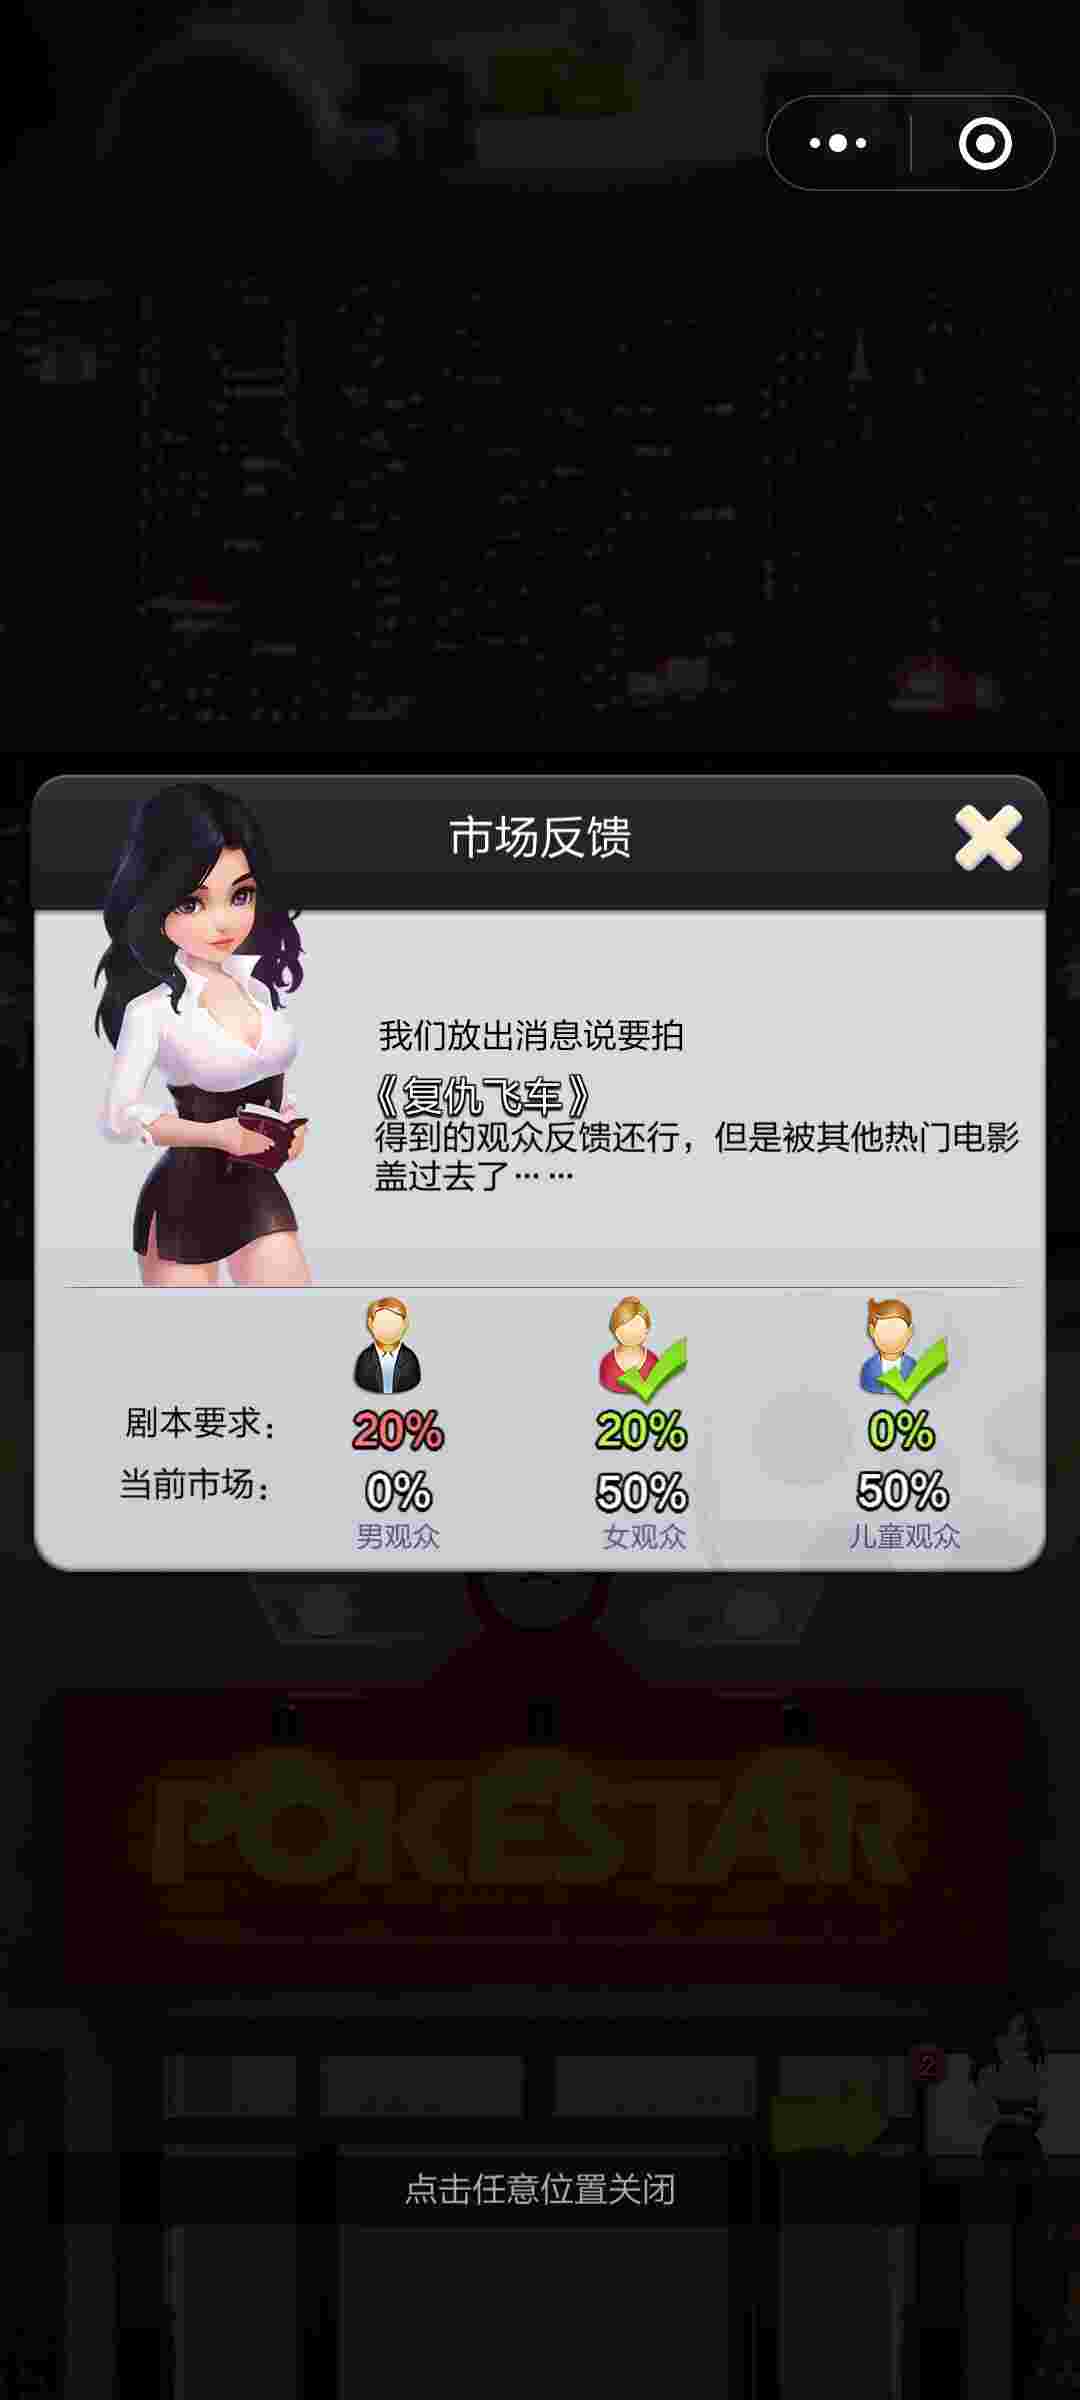 市场反馈
我们放出消息说要拍
《复仇飞车》
得到的观众反馈还行，但是被其他热门电影
盖过去了……
剧本要求： 20% 20% 0%
当前市场： 0% 50% 50%
男观众 女观众 儿童观众
POKESTAR
2
点击任意位置关闭